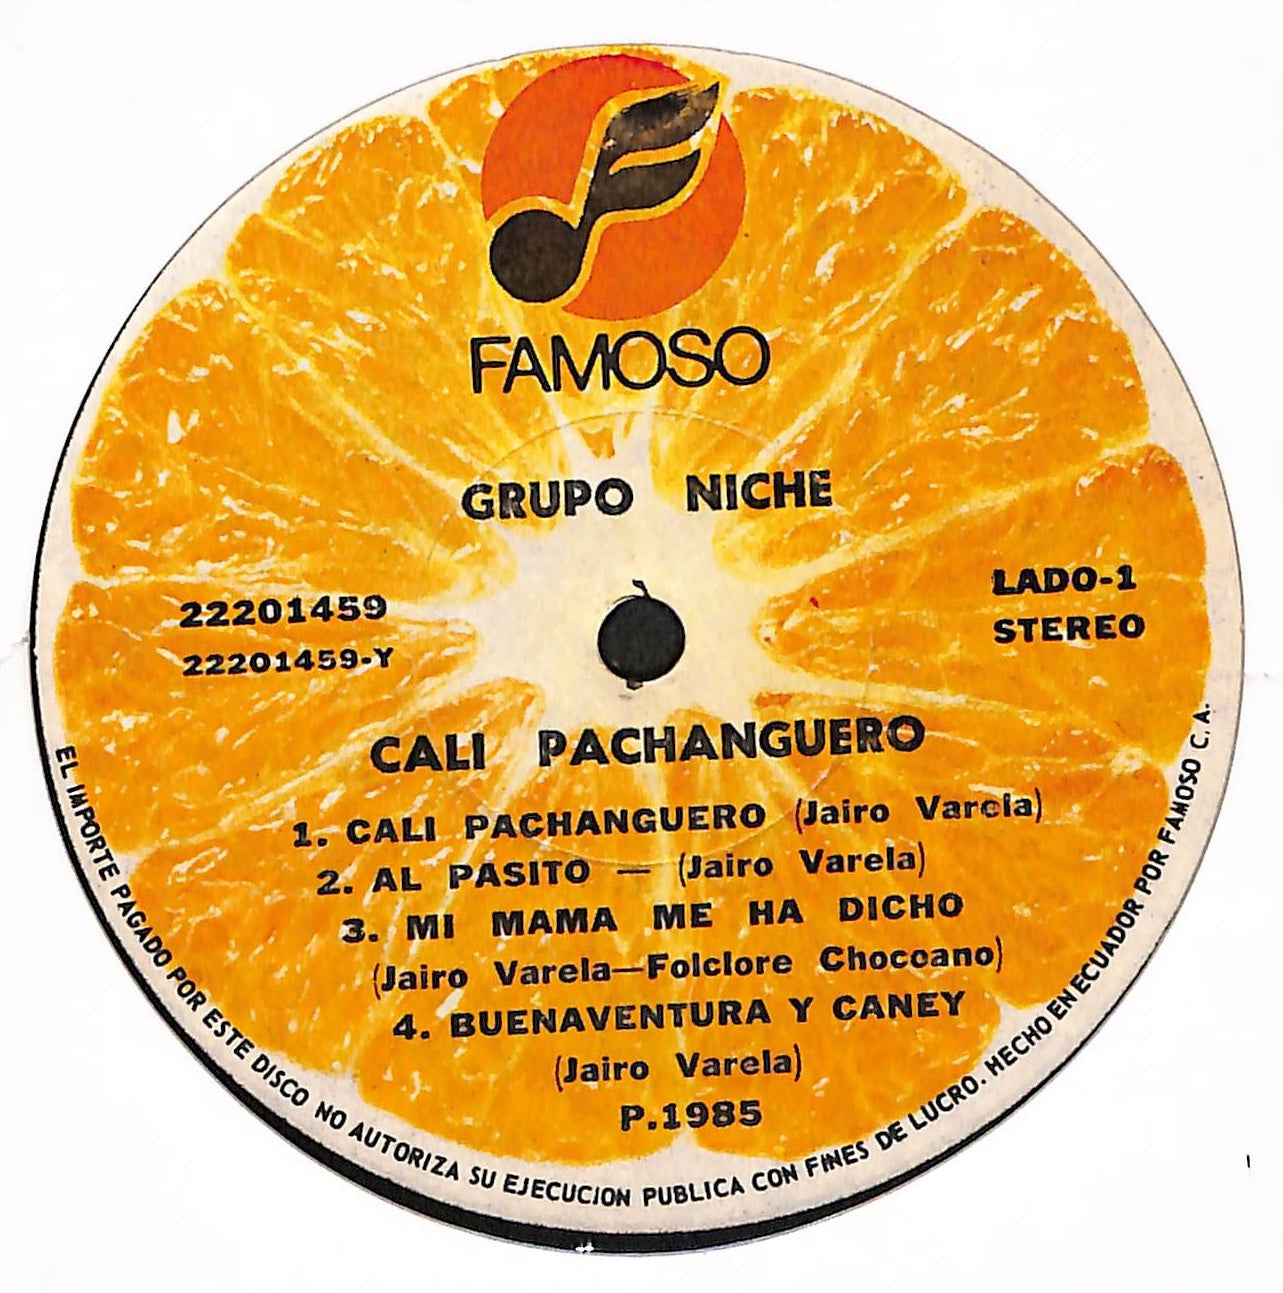 FAMOSO
GRUPO NICHE
22201459
22201459-Y
LADO-1
STEREO
CALI PACHANGUERO
1. CALI PACHANGUERO (Jairo Varela)
2. AL PASITO — (Jairo Varela)
3. MI MAMA ME HA DICHO
(Jairo Varela—Folclore Chocoano)
4. BUENAVENTURA Y CANEY
(Jairo Varela)
P.1985
EL IMPORTE PAGADO POR ESTE DISCO NO AUTORIZA SU EJECUCION PUBLICA CON FINES DE LUCRO. HECHO EN ECUADOR POR FAMOSO C.A.